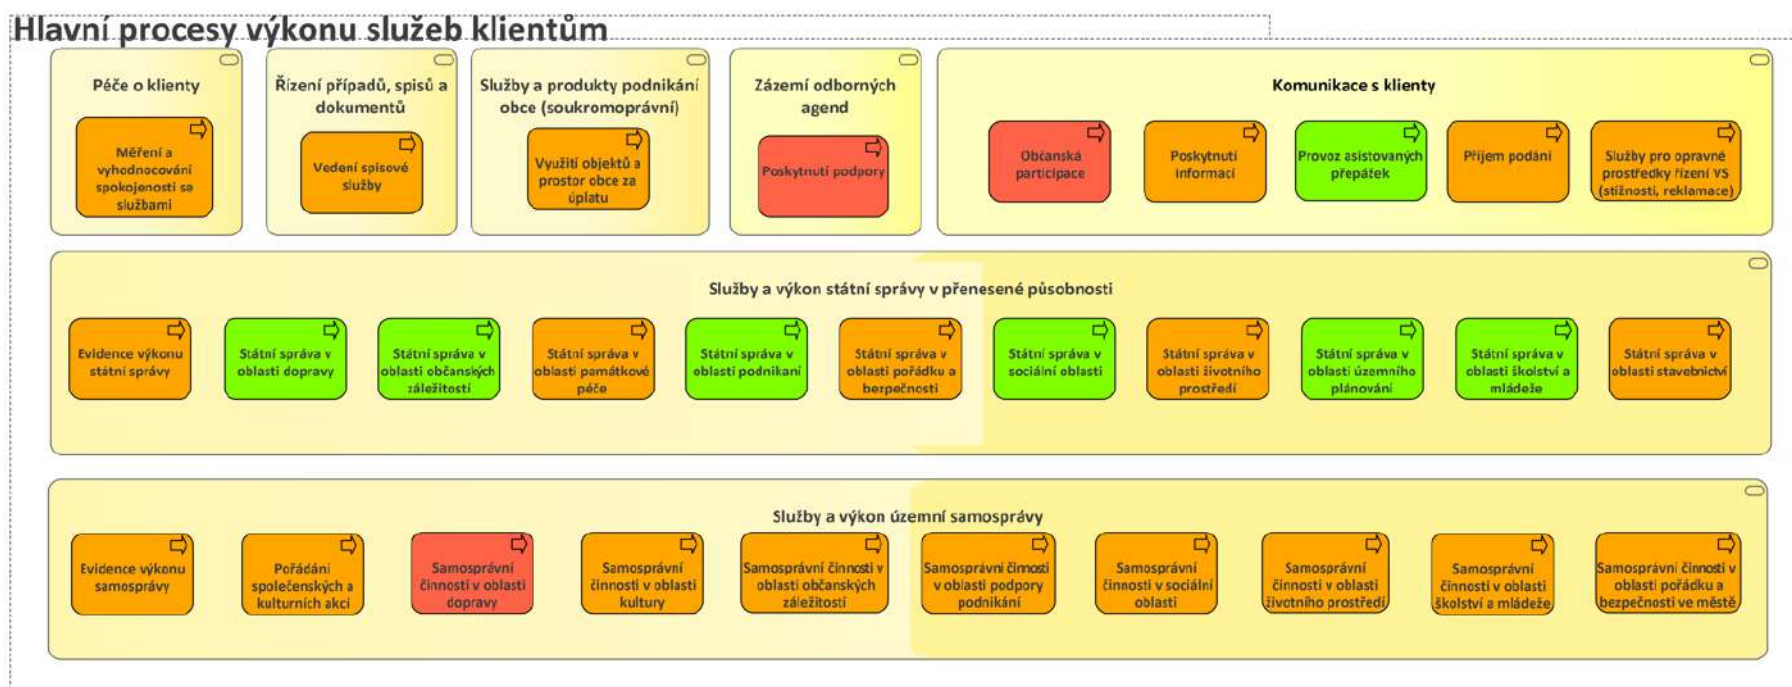 Hlavní procesy výkonu služeb klientům
Péče o klienty
Měření a
vyhodnocování
spokojenosti se
službami
Řízení případů, spisů a
dokumentů
Vedení spisové
služby
Služby a produkty podnikání
obce (soukromoprávní)
Využití objektů a
prostor obce za
úplatu
Zázemí odborných
agend
Poskytnutí podpory
Komunikace s klienty
Občanská
participace
Poskytnutí
informací
Provoz asistovaných
přepážek
Příjem podání
Služby pro opravné
prostředky řízení VS
(stížnosti, reklamace)
Služby a výkon státní správy v přenesené působnosti
Evidence výkonu
státní správy
Státní správa v
oblasti dopravy
Státní správa v
oblasti občanských
záležitostí
Státní správa v
oblasti památkové
péče
Státní správa v
oblasti podnikaní
Státní správa v
oblasti pořádku a
bezpečnosti
Státní správa v
sociální oblasti
Státní správa v
oblasti životního
prostředí
Státní správa v
oblasti územního
plánování
Státní správa v
oblasti školství a
mládeže
Státní správa v
oblasti stavebnictví
Služby a výkon územní samosprávy
Evidence výkonu
samosprávy
Pořádání
společenských a
kulturních akcí
Samosprávní
činnosti v oblasti
dopravy
Samosprávní
činnosti v oblasti
kultury
Samosprávní činnosti v
oblasti občanských
záležitostí
Samosprávní činnosti
v oblasti podpory
podnikání
Samosprávní
činnosti v sociální
oblasti
Samosprávní
činnosti v oblasti
životního prostředí
Samosprávní
činnosti v oblasti
školství a mládeže
Samosprávní činnosti v
oblasti pořádku a
bezpečnosti ve městě